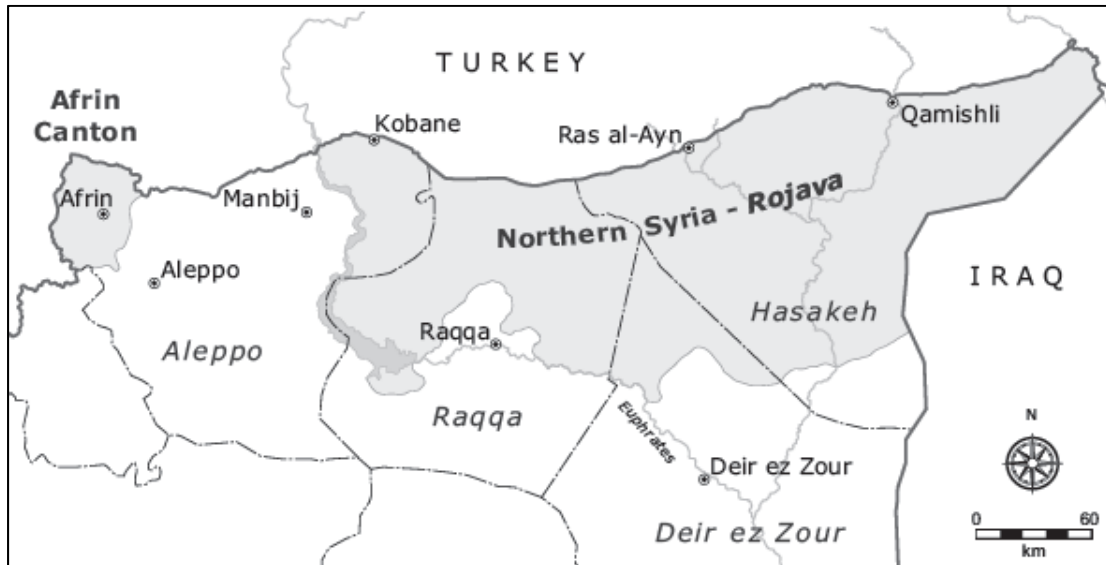 TURKEY
Afrin
Canton
Kobane
Qamishli
Ras al-Ayn
Afrin
Manbij
Northern Syria - Rojava
Aleppo
IRAQ
Hasakeh
Raqqa
Aleppo
Raqqa
Euphrates
N
Deir ez Zour
Deir ez Zour
0 60
km